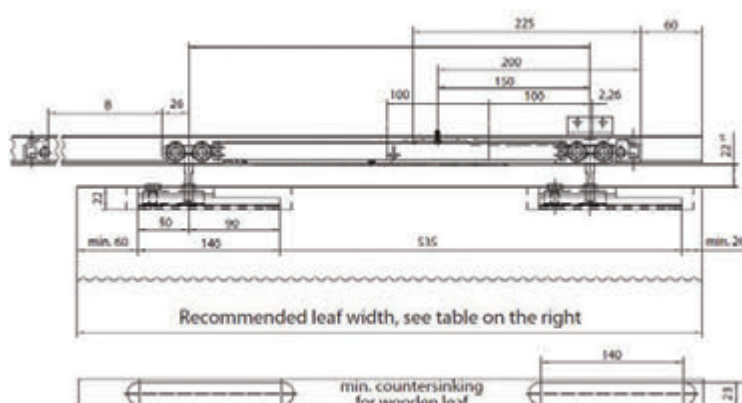 225 60
200
150
8 26 100 100 2,26
22
22
50 90
min. 60 140 535 min. 20
Recommended leaf width, see table on the right
140
min. countersinking
for wooden leaf
23